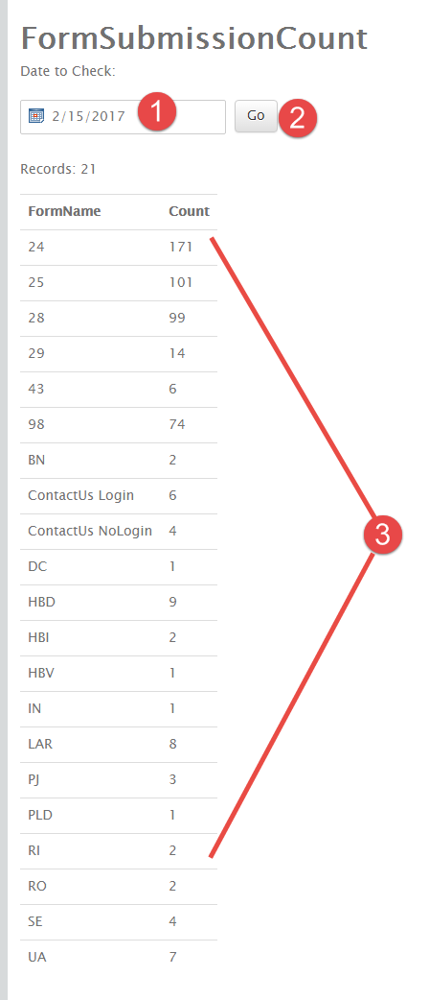 FormSubmissionCount
Date to Check:
2/15/2017 1 Go 2
Records: 21
FormName Count
24 171
25 101
28 99
29 14
43 6
98 74
BN 2
ContactUs Login 6
ContactUs NoLogin 4
3
DC 1
HBD 9
HBI 2
HBV 1
IN 1
LAR 8
PJ 3
PLD 1
RI 2
RO 2
SE 4
UA 7